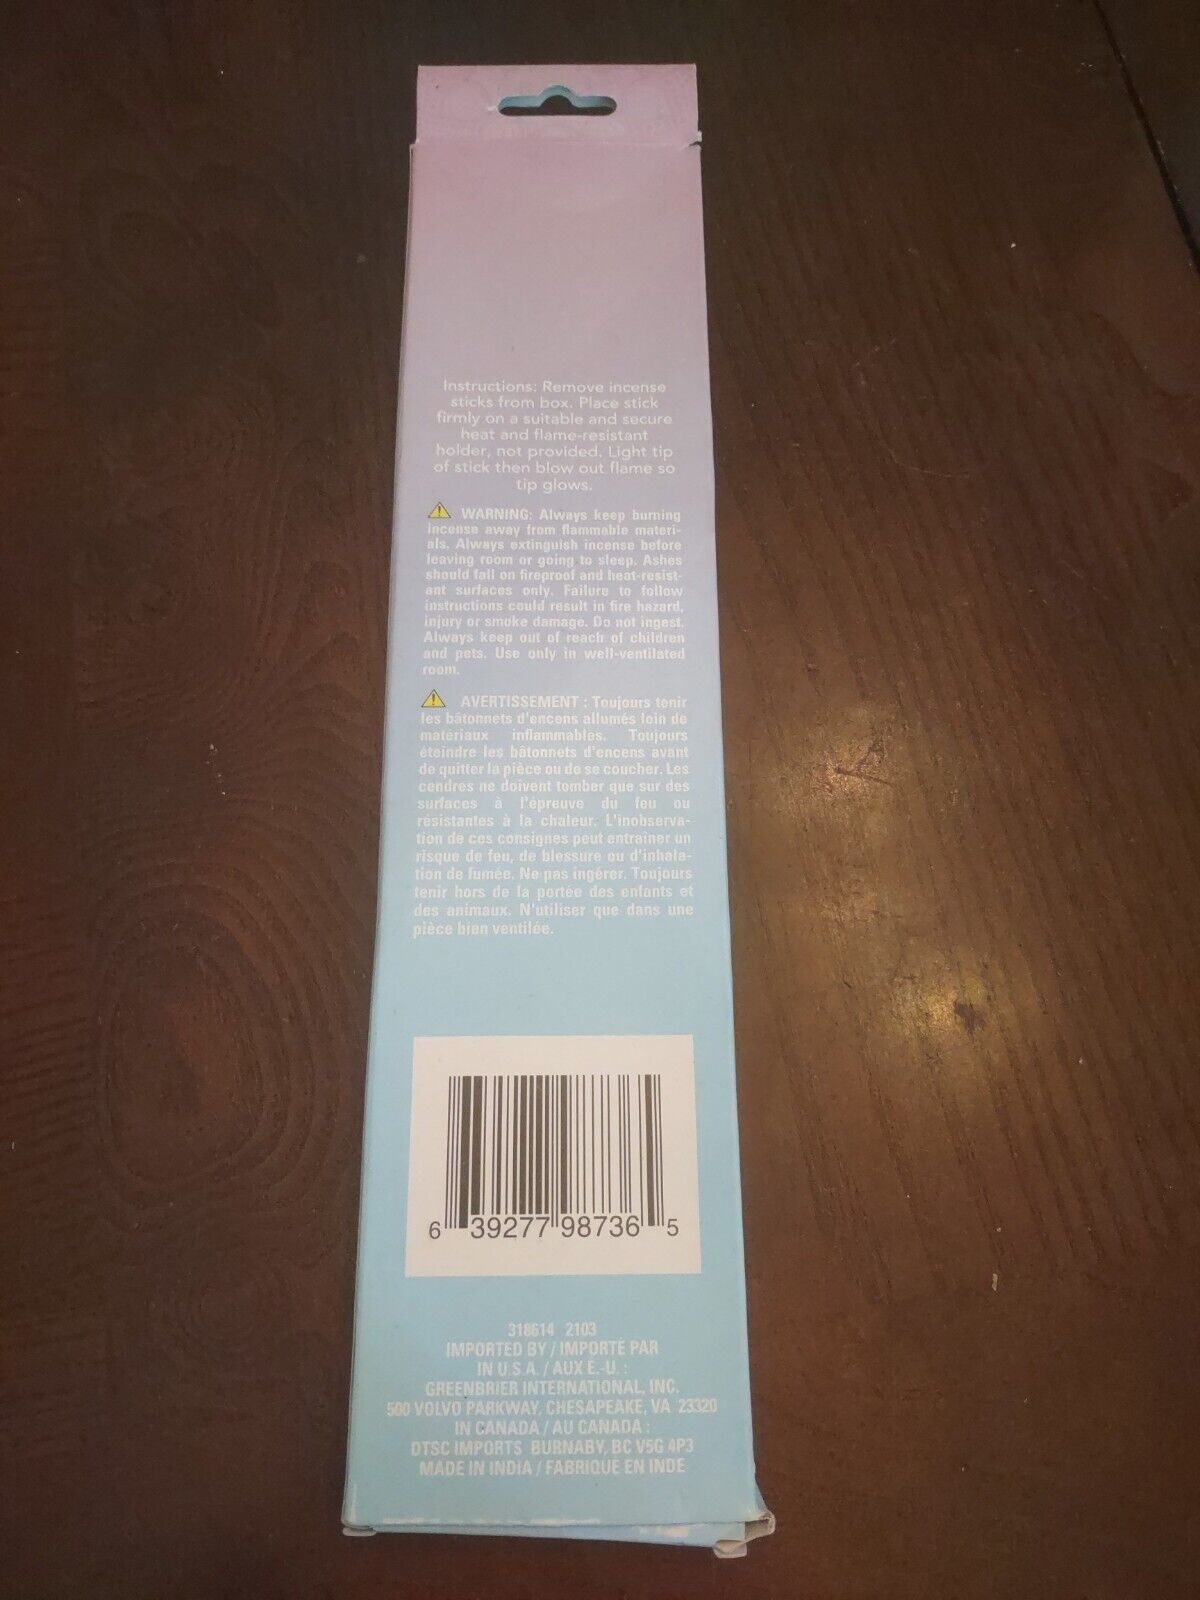 Instructions: Remove incense
sticks from box. Place stick
firmly on a suitable and secure
heat and flame-resistant
holder, not provided. Light tip
of stick then blow out flame so
tip glows.
WARNING: Always keep burning
incense away from flammable materi-
als. Always extinguish incense before
leaving room or going to sleep. Ashes
should fall on fireproof and heat-resist-
ant surfaces only. Failure to follow
instructions could result in fire hazard,
injury or smoke damage. Do not ingest.
Always keep out of reach of children
and pets. Use only in well-ventilated
room.
AVERTISSEMENT : Toujours tenir
les bâtonnets d'encens allumés loin de
matériaux inflammables. Toujours
éteindre les bâtonnets d'encens avant
de quitter la pièce ou de se coucher. Les
cendres ne doivent tomber que sur des
surfaces à l'épreuve du feu ou
résistantes à la chaleur. L'inobserva-
tion de ces consignes peut entraîner un
risque de feu, de blessure ou d'inhala-
tion de fumée. Ne pas ingérer. Toujours
tenir hors de la portée des enfants et
des animaux. N'utiliser que dans une
pièce bien ventilée.
6 39277 98736 5
318614 2103
IMPORTED BY / IMPORTE PAR
IN U.S.A. / AUX E.-U. :
GREENBRIER INTERNATIONAL, INC.
500 VOLVO PARKWAY, CHESAPEAKE, VA 23320
IN CANADA / AU CANADA :
DTSC IMPORTS BURNABY, BC V5G 4P3
MADE IN INDIA / FABRIQUE EN INDE